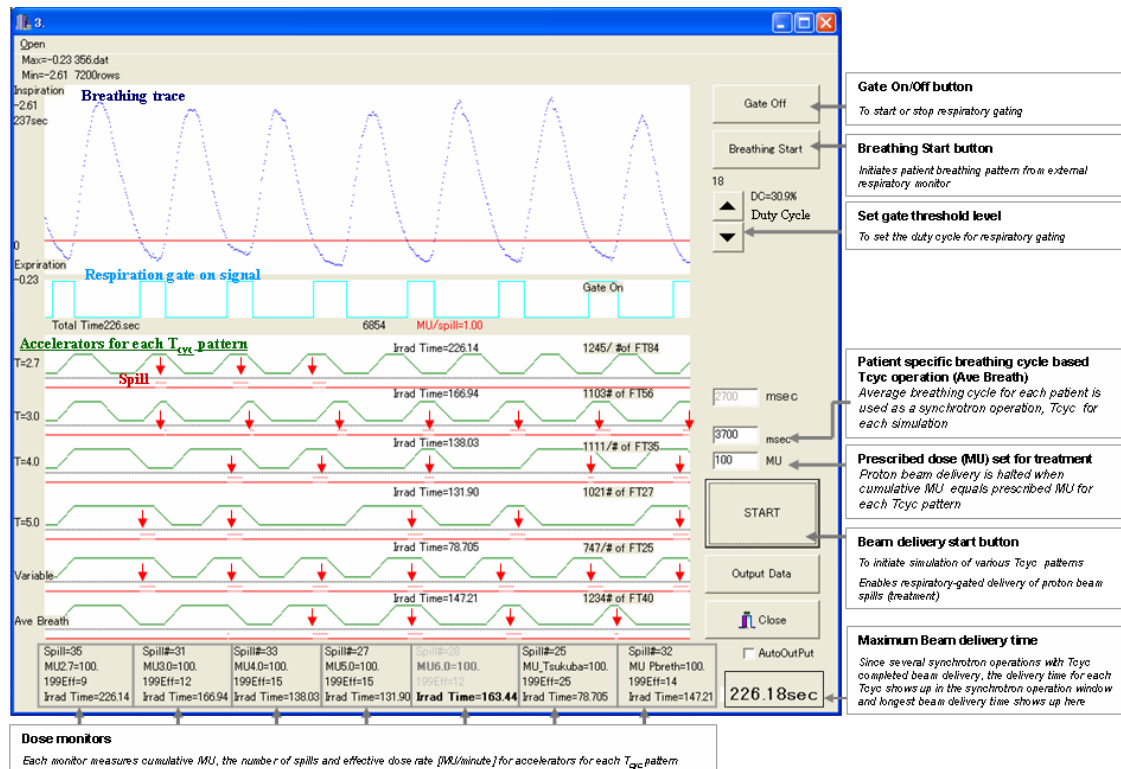 3.
Open
Max=-0.23 356.dat
Min=-2.61 7200rows
Inspiration
-2.61
237sec
Breathing trace
0
Expriration
-0.23
Respiration gate on signal
Gate On
Total Time226.sec 6854 MU/spill=1.00
Accelerators for each Tcyc pattern
Irrad Time=226.14 1245/ #of FT84
T=2.7
Spill
Irrad Time=166.94 1103# of FT56
T=3.0
Irrad Time=138.03 1111/# of FT35
T=4.0
Irrad Time=131.90 1021# of FT27
T=5.0
Irrad Time=78.705 747/# of FT25
Variable
Irrad Time=147.21 1234# of FT40
Ave Breath
Spill=35
MU2.7=100.
199Eff=9
Irrad Time=226.14
Spill#=31
MU3.0=100.
199Eff=12
Irrad Time=166.94
Spill#=33
MU4.0=100.
199Eff=15
Irrad Time=138.03
Spill#=27
MU5.0=100.
199Eff=15
Irrad Time=131.90
Spill#=28
MU6.0=100.
199Eff=12
Irrad Time=163.44
Spill#=25
MU_Tsukuba=100.
199Eff=25
Irrad Time=78.705
Spill#=32
MU Pbreth=100.
199Eff=14
Irrad Time=147.21
Gate Off
Breathing Start
18
DC=30.9%
Duty Cycle
2700 msec
3700 msec
100 MU
START
Output Data
Close
AutoOutPut
226.18sec
Gate On/Off button
To start or stop respiratory gating
Breathing Start button
Initiates patient breathing pattern from external
respiratory monitor
Set gate threshold level
To set the duty cycle for respiratory gating
Patient specific breathing cycle based
Tcyc operation (Ave Breath)
Average breathing cycle for each patient is
used as a synchrotron operation, Tcyc for
each simulation
Prescribed dose (MU) set for treatment
Proton beam delivery is halted when
cumulative MU equals prescribed MU for
each Tcyc pattern
Beam delivery start button
To initiate simulation of various Tcyc patterns
Enables respiratory-gated delivery of proton beam
spills (treatment)
Maximum Beam delivery time
Since several synchrotron operations with Tcyc
completed beam delivery, the delivery time for each
Tcyc shows up in the synchrotron operation window
and longest beam delivery time shows up here
Dose monitors
Each monitor measures cumulative MU, the number of spills and effective dose rate [MU/minute] for accelerators for each Tcyc pattern